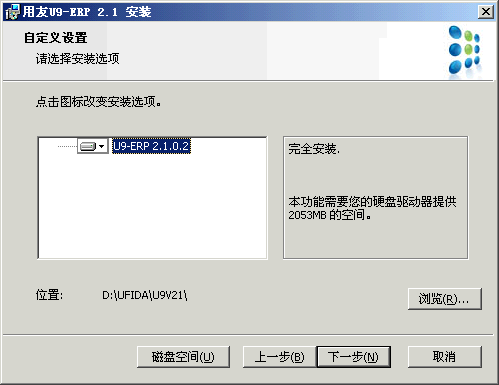 用友U9-ERP 2.1 安装
自定义设置
请选择安装选项
点击图标改变安装选项。
U9-ERP 2.1.0.2
完全安装.
本功能需要您的硬盘驱动器提供
2053MB 的空间。
位置: D:\UFIDA\U9V21\
浏览(R)...
磁盘空间(U) 上一步(B) 下一步(N) 取消